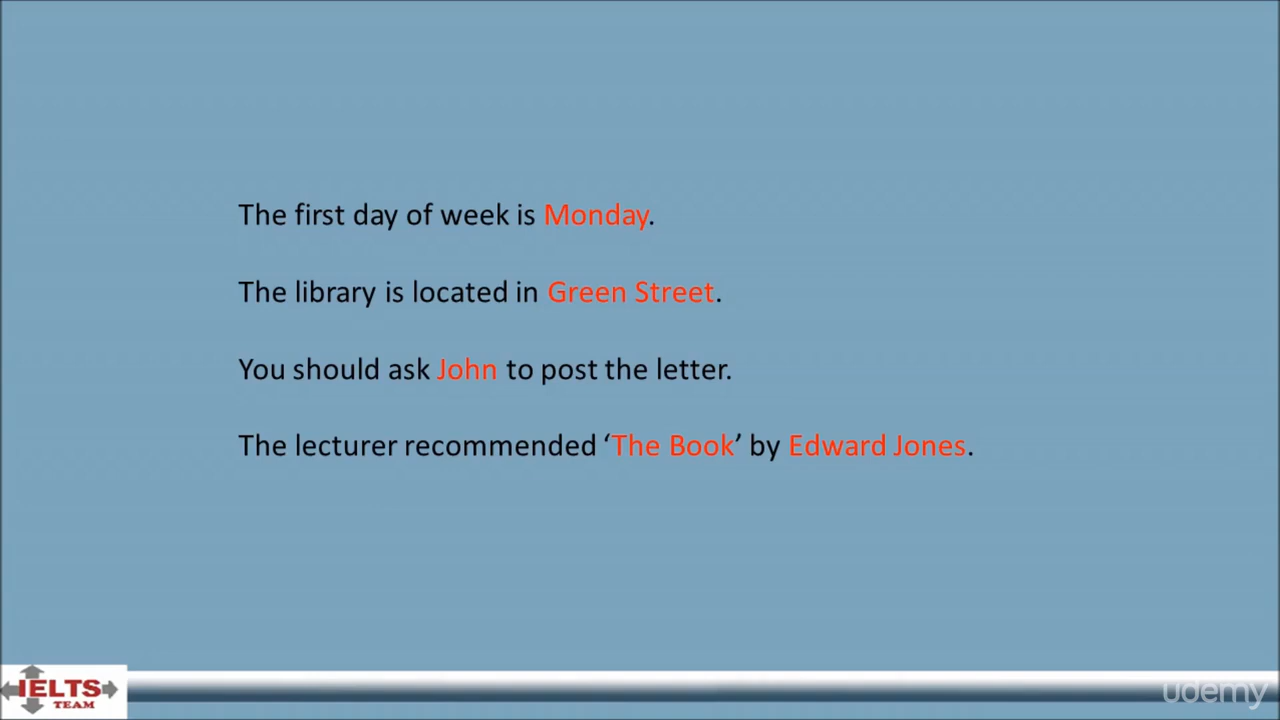 The first day of week is Monday.
The library is located in Green Street.
You should ask John to post the letter.
The lecturer recommended ‘The Book’ by Edward Jones.
IELTS
TEAM
udemy